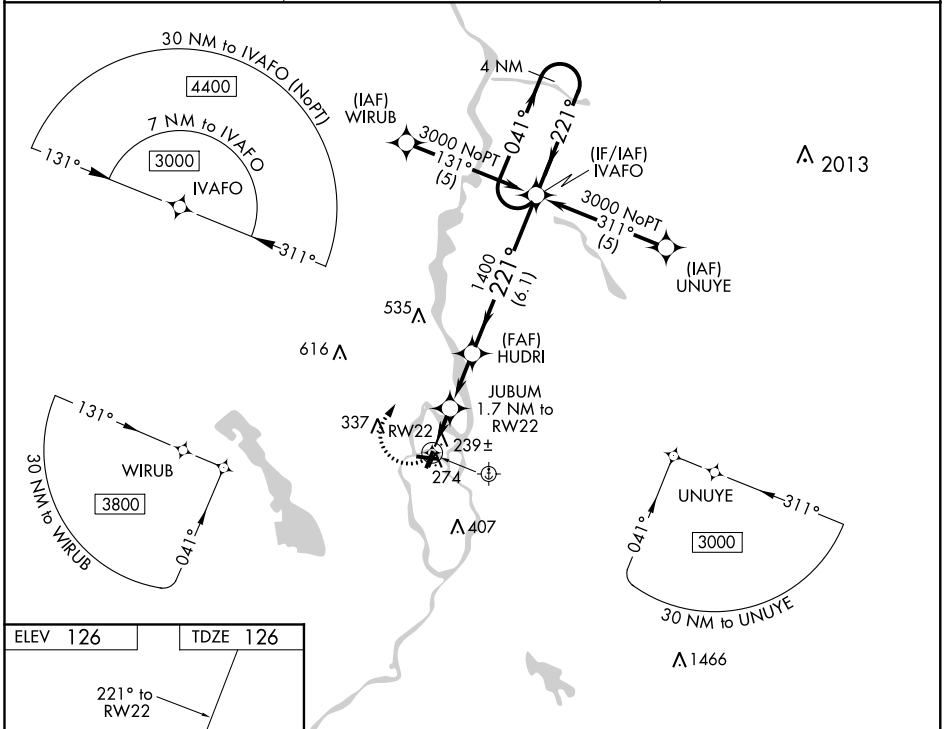 30 NM to IVAFO (NoPT)
4400
7 NM to IVAFO
3000
131°
IVAFO
311°
4 NM
041°
221°
(IAF)
WIRUB
3000 NoPT
131°
(5)
(IF/IAF)
IVAFO
3000 NoPT
311°
(5)
(IAF)
UNUYE
2013
1400
221°
(6.1)
535
616
(FAF)
HUDRI
JUBUM
1.7 NM to
RW22
337
RW22
239±
274
407
131°
WIRUB
3800
041°
30 NM to WIRUB
UNUYE
311°
041°
3000
30 NM to UNUYE
1466
ELEV 126
TDZE 126
221° to
RW22